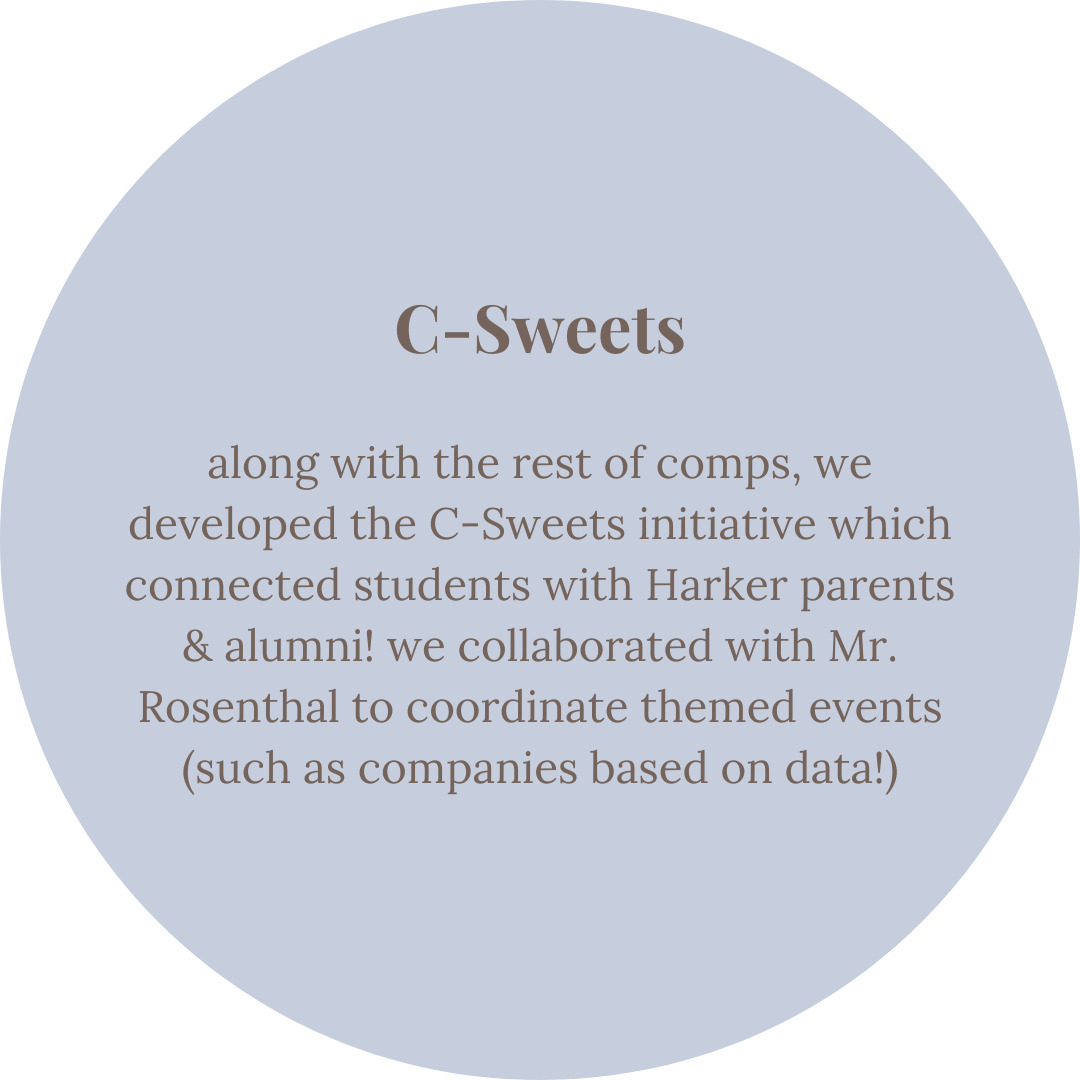 C-Sweets
along with the rest of comps, we
developed the C-Sweets initiative which
connected students with Harker parents
& alumni! we collaborated with Mr.
Rosenthal to coordinate themed events
(such as companies based on data!)